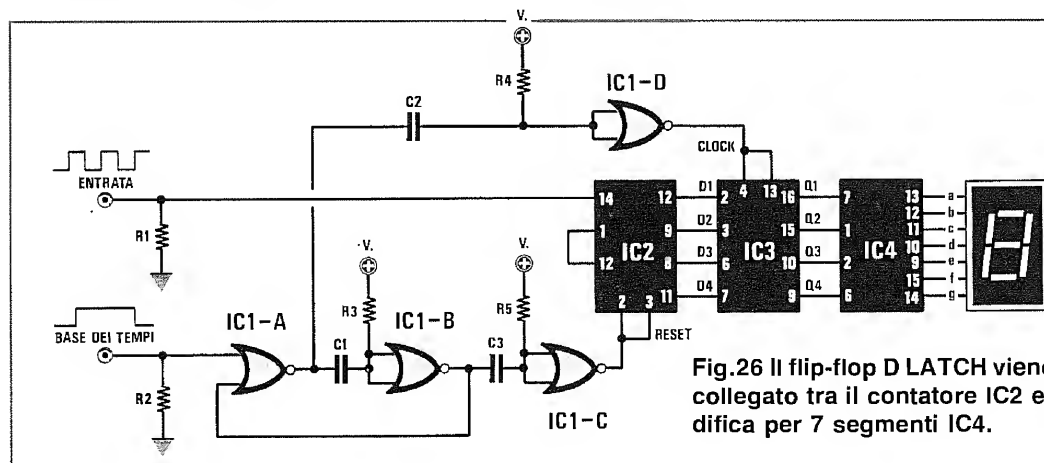 V.
R4
IC1-D
C2
CLOCK
ENTRATA
R1
14 12 D1 2 4 13 16 Q1 7 13 a
12 b
1 9 D2 3 15 Q2 1 11 c
IC2 IC3 IC4 10 d
12 8 D3 6 10 Q3 2 9 e
15 f
11 D4 7 9 Q4 6 14 g
2 3
RESET
V. V.
R3 R5
IC1-A IC1-B
BASE DEI TEMPI
C1 C3
R2
IC1-C
Fig.26 Il flip-flop D LATCH viene
collegato tra il contatore IC2 e
difica per 7 segmenti IC4.